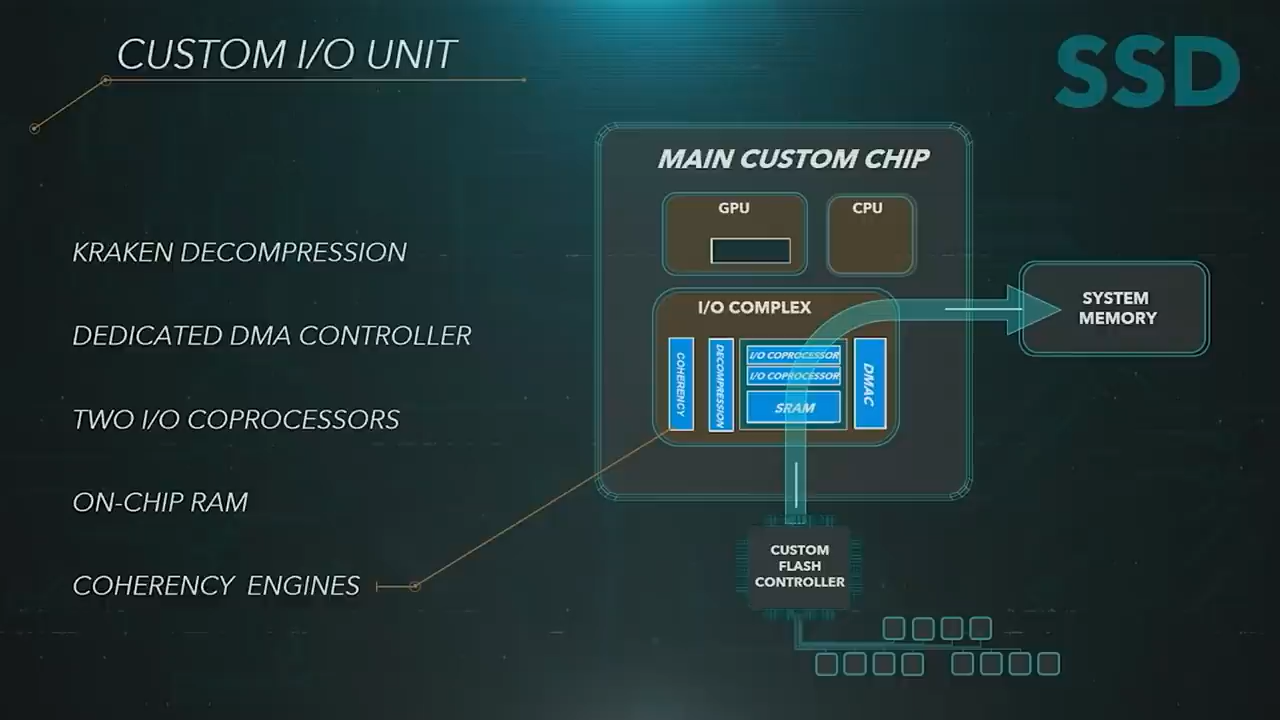 CUSTOM I/O UNIT
SSD
KRAKEN DECOMPRESSION
DEDICATED DMA CONTROLLER
TWO I/O COPROCESSORS
ON-CHIP RAM
COHERENCY ENGINES
MAIN CUSTOM CHIP
GPU
CPU
I/O COMPLEX
COHERENCY
DECOMPRESSION
I/O COPROCESSOR
I/O COPROCESSOR
SRAM
DMAC
SYSTEM
MEMORY
CUSTOM
FLASH
CONTROLLER